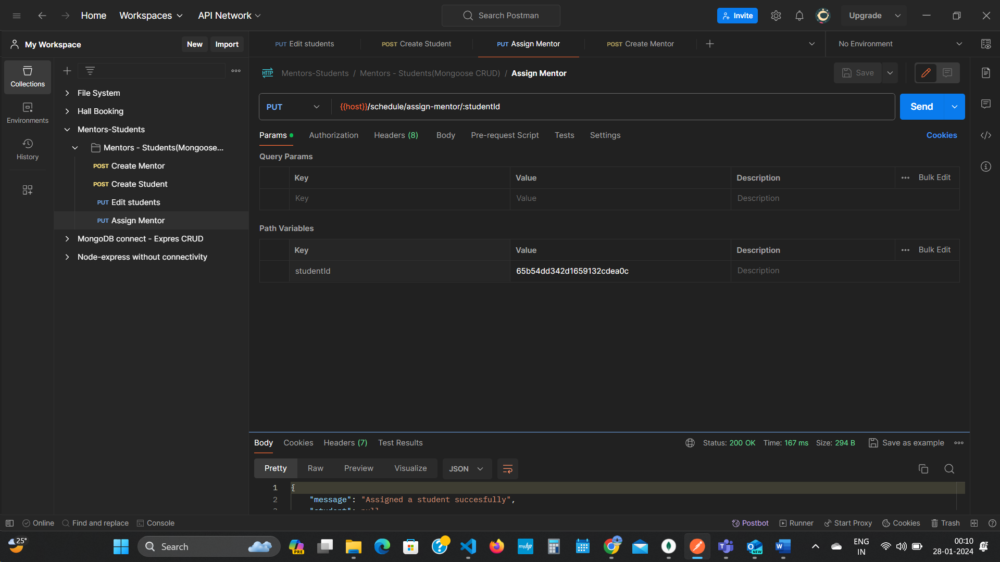 Home Workspaces API Network Search Postman Invite Upgrade
My Workspace New Import PUT Edit students POST Create Student PUT Assign Mentor POST Create Mentor No Environment
Collections
Environments
History
File System
Hall Booking
Mentors-Students
Mentors - Students(Mongoose...
POST Create Mentor
POST Create Student
PUT Edit students
PUT Assign Mentor
MongoDB connect - Expres CRUD
Node-express without connectivity
HTTP Mentors-Students / Mentors - Students(Mongoose CRUD) / Assign Mentor Save
PUT {{host}}/schedule/assign-mentor/:studentId Send
Params Authorization Headers (8) Body Pre-request Script Tests Settings Cookies
Query Params
Key Value Description Bulk Edit
Key Value Description
Path Variables
Key Value Description Bulk Edit
studentId 65b54dd342d1659132cdea0c Description
Body Cookies Headers (7) Test Results Status: 200 OK Time: 167 ms Size: 294 B Save as example
Pretty Raw Preview Visualize JSON
1 {
2 "message": "Assigned a student succesfully",
Online Find and replace Console Postbot Runner Start Proxy Cookies Trash
25° Search PRE myhp NEW ENG
IN
00:10
28-01-2024